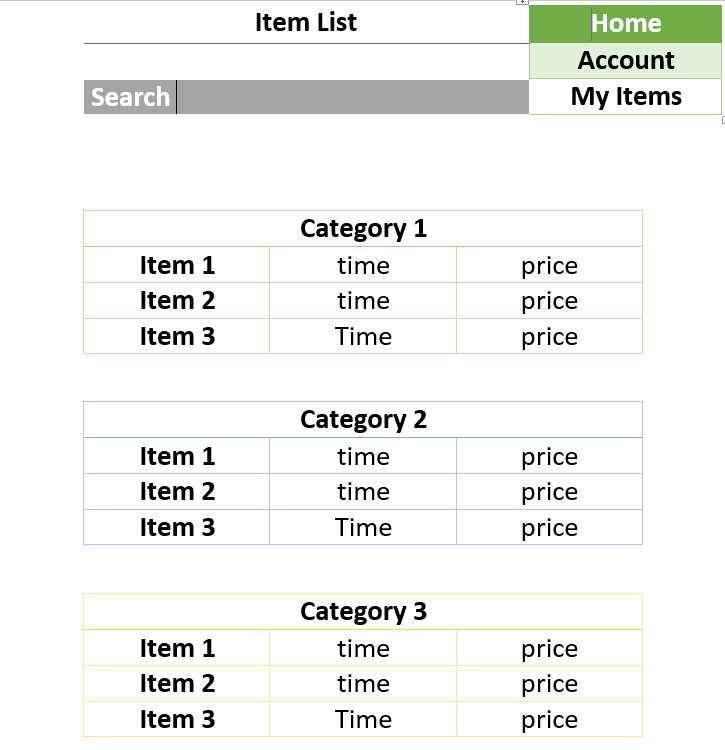 Item List
Home
Account
My Items
Search
Category 1
Item 1 time price
Item 2 time price
Item 3 Time price
Category 2
Item 1 time price
Item 2 time price
Item 3 Time price
Category 3
Item 1 time price
Item 2 time price
Item 3 Time price